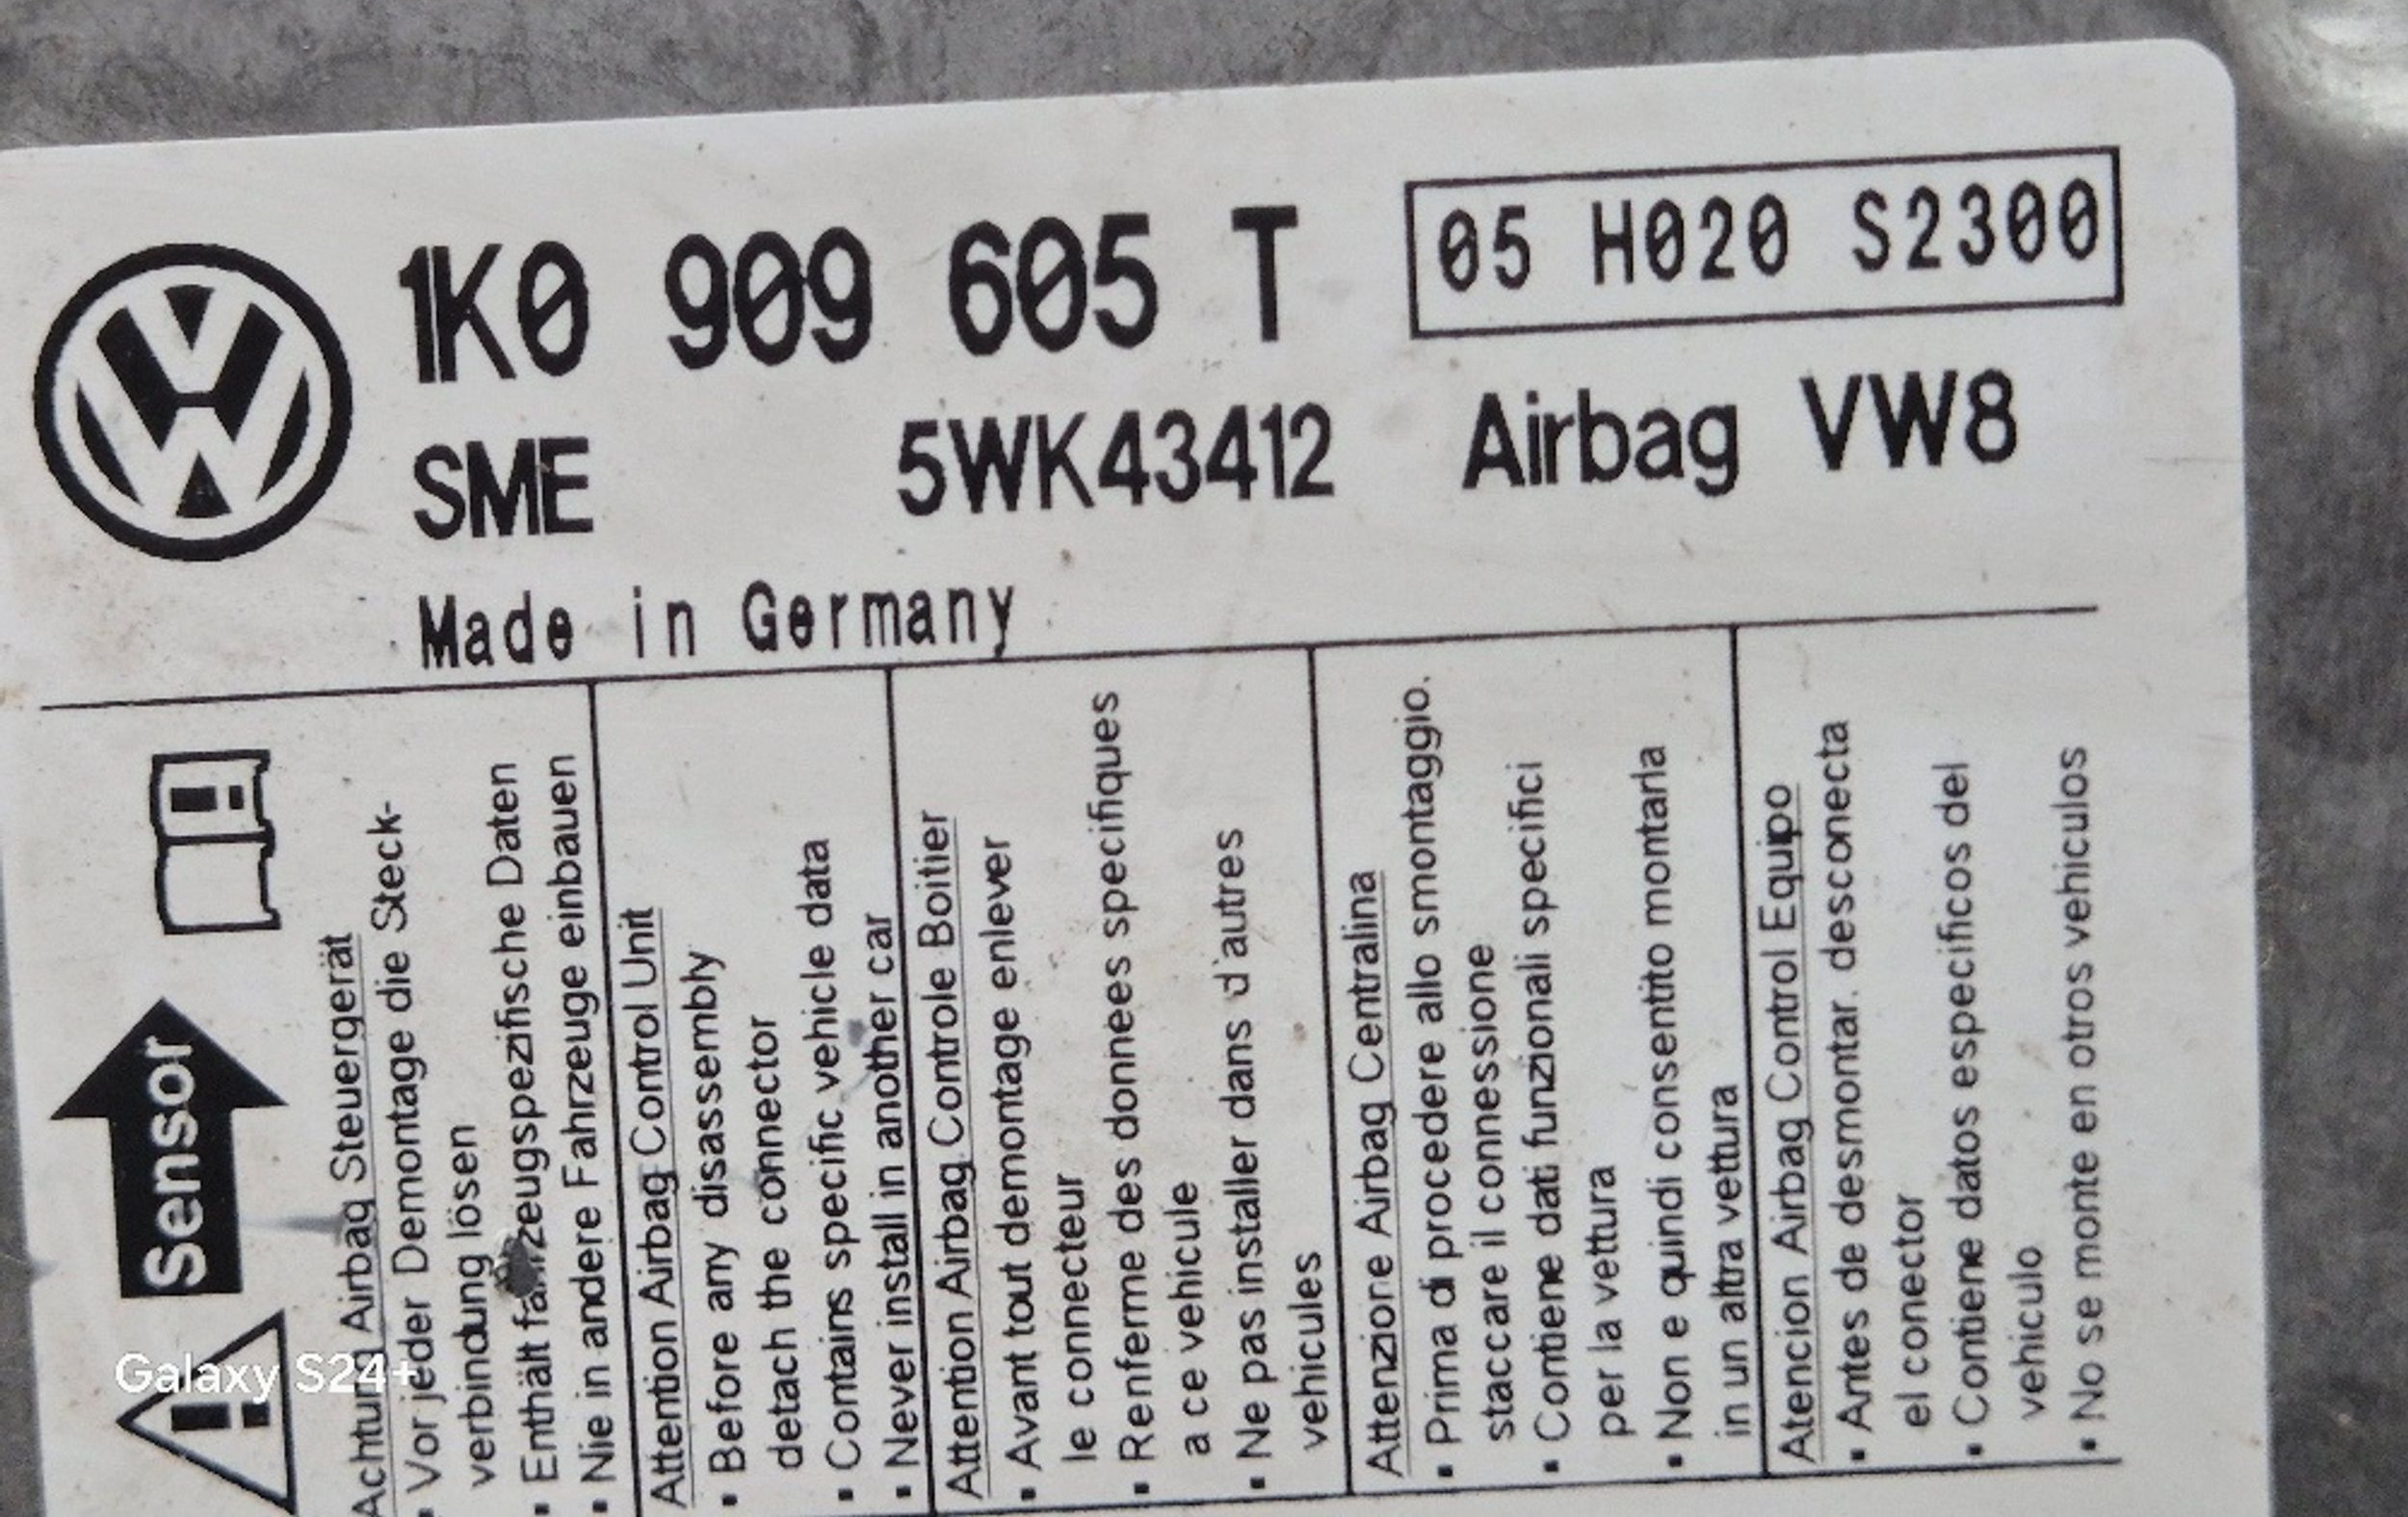 1K0 909 605 T
05 H020 S2300
SME 5WK43412 Airbag VW8
Made in Germany
Sensor
Achtung Airbag Steuergerät
• Vor jeder Demontage die Steck-
verbindung lösen
• Enthält fahrzeugspezifische Daten
• Nie in andere Fahrzeuge einbauen
Attention Airbag Control Unit
• Before any disassembly
detach the connector
• Contains specific vehicle data
• Never install in another car
Attention Airbag Controle Boitier
• Avant tout demontage enlever
le connecteur
• Renferme des donnees specifiques
a ce vehicule
• Ne pas installer dans d'autres
vehicules
Attenzione Airbag Centralina
• Prima di procedere allo smontaggio.
staccare il connessione
• Contiene dati funzionali specifici
per la vettura
• Non e quindi consentito montarla
in un altra vettura
Atencion Airbag Control Equipo
• Antes de desmontar. desconecta
el conector
• Contiene datos especificos del
vehiculo
• No se monte en otros vehiculos
Galaxy S24+